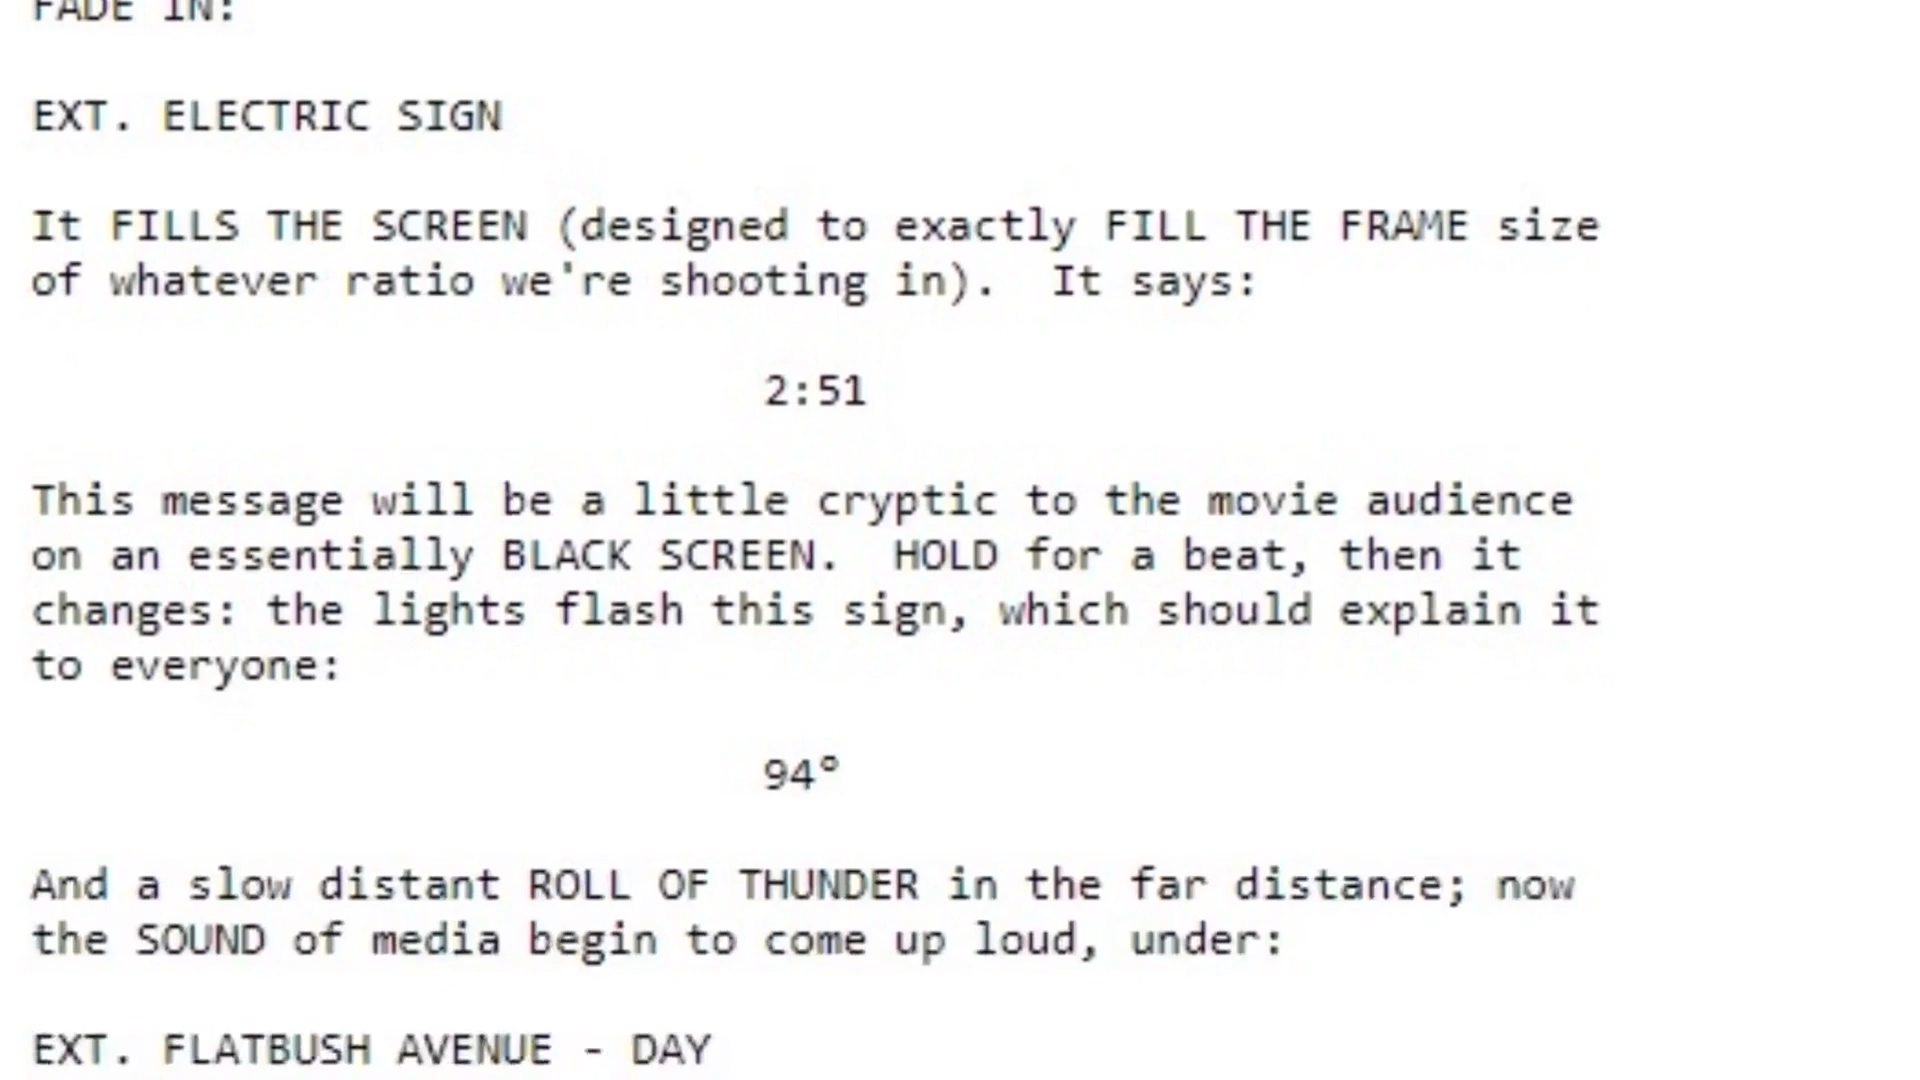 FADE IN:
EXT. ELECTRIC SIGN
It FILLS THE SCREEN (designed to exactly FILL THE FRAME size
of whatever ratio we're shooting in).  It says:
2:51
This message will be a little cryptic to the movie audience
on an essentially BLACK SCREEN.  HOLD for a beat, then it
changes: the lights flash this sign, which should explain it
to everyone:
94°
And a slow distant ROLL OF THUNDER in the far distance; now
the SOUND of media begin to come up loud, under:
EXT. FLATBUSH AVENUE - DAY